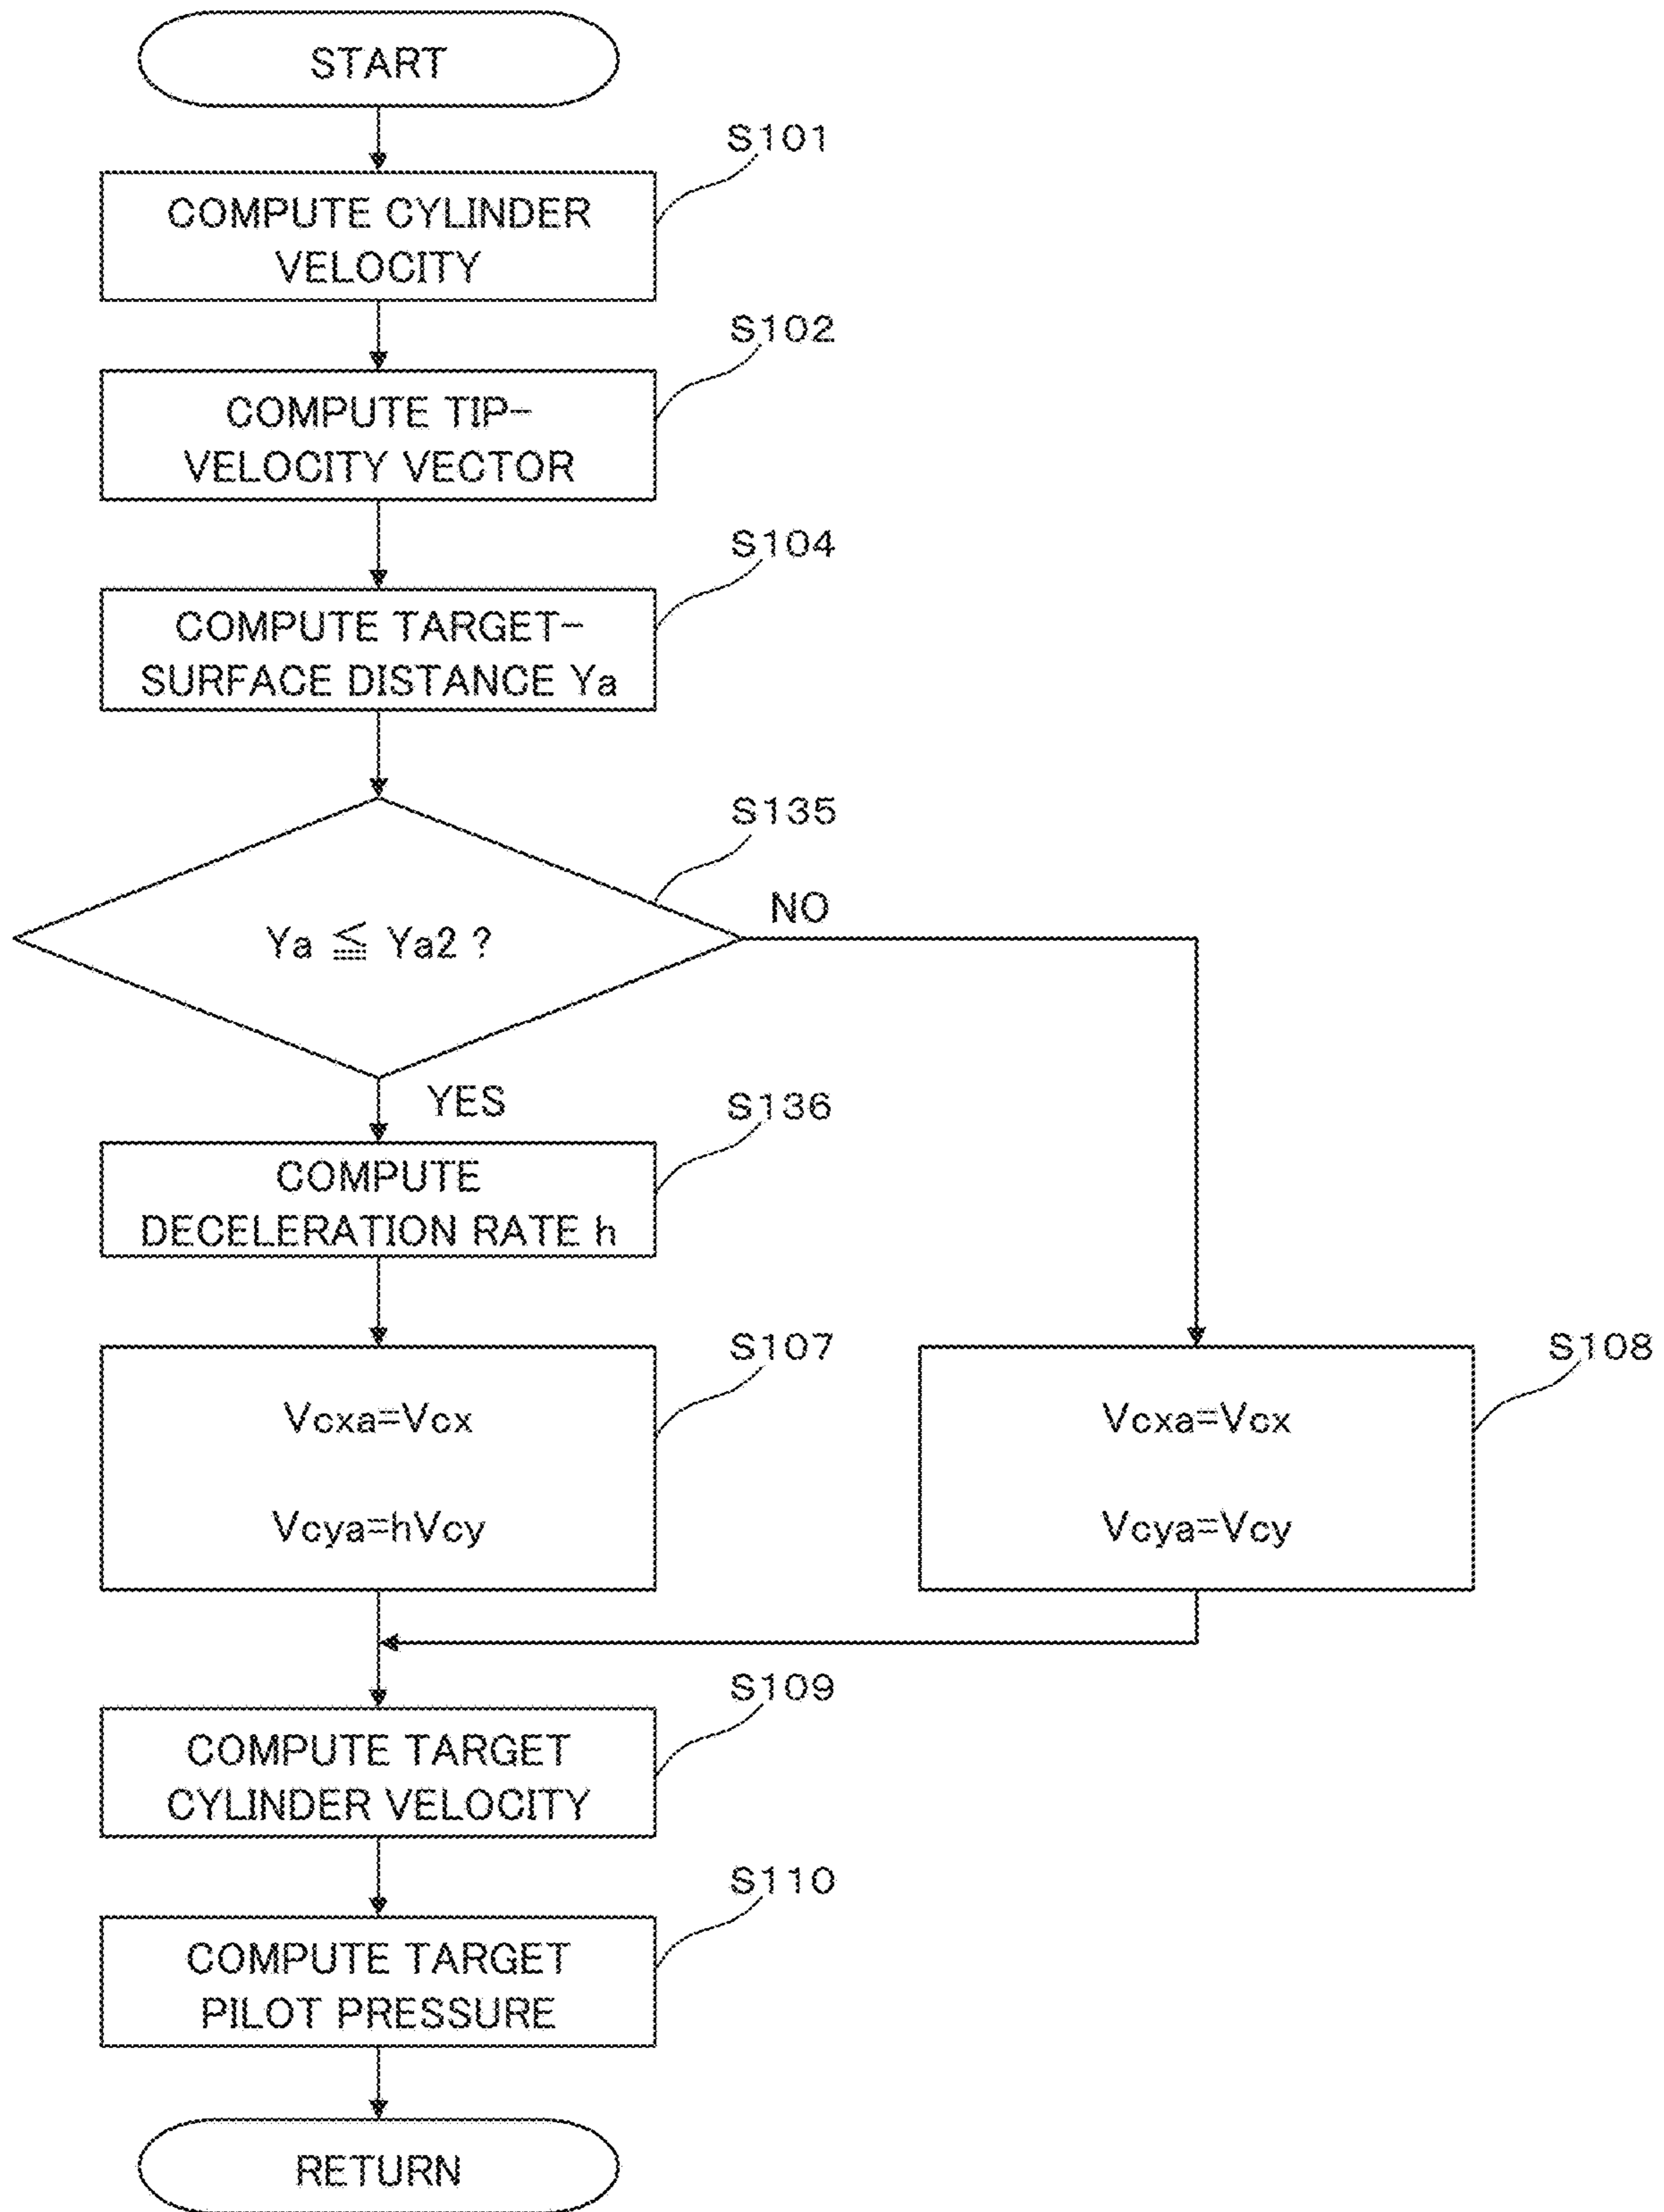 START
S101
COMPUTE CYLINDER
VELOCITY
S102
COMPUTE TIP-
VELOCITY VECTOR
S104
COMPUTE TARGET-
SURFACE DISTANCE Ya
S135
Ya ≦ Ya2 ?
NO
YES
S136
COMPUTE
DECELERATION RATE h
S107
Vcxa=Vcx
Vcya=hVcy
S108
Vcxa=Vcx
Vcya=Vcy
S109
COMPUTE TARGET
CYLINDER VELOCITY
S110
COMPUTE TARGET
PILOT PRESSURE
RETURN